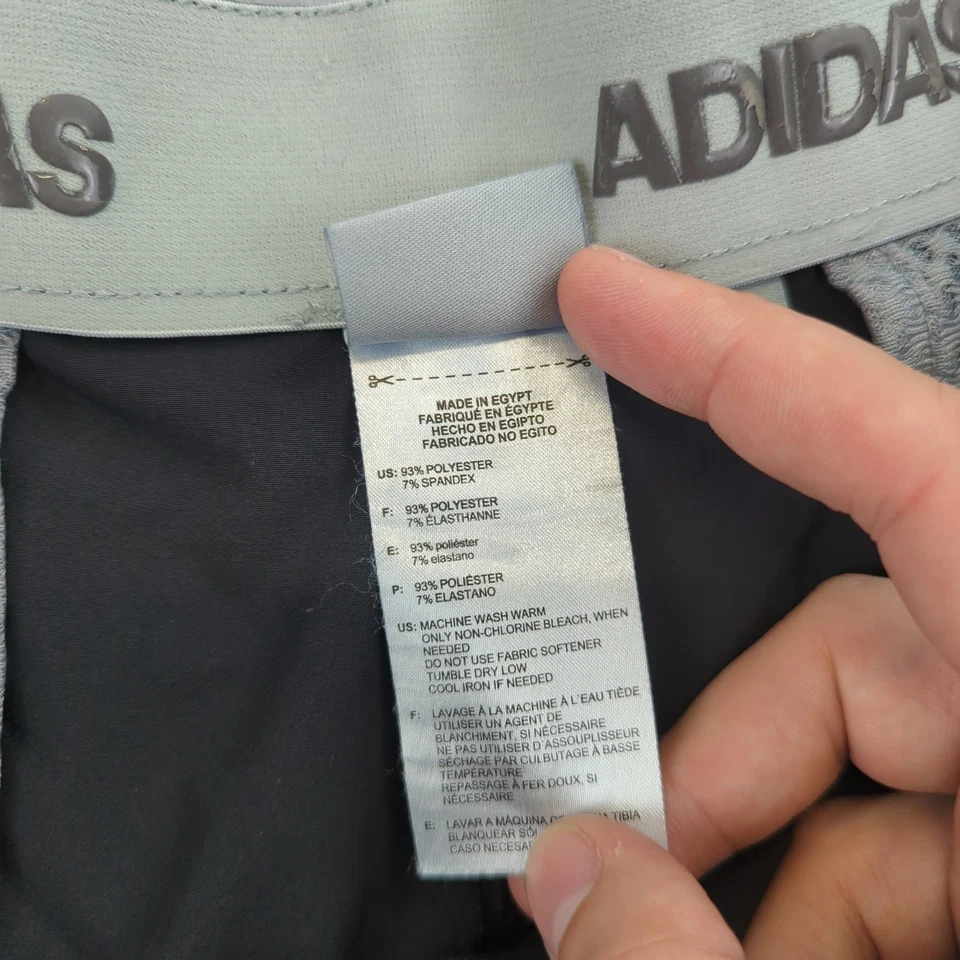 AS
ADIDAS
MADE IN EGYPT
FABRIQUÉ EN ÉGYPTE
HECHO EN EGIPTO
FABRICADO NO EGITO
US: 93% POLYESTER
7% SPANDEX
F: 93% POLYESTER
7% ÉLASTHANNE
E: 93% poliéster
7% elastano
P: 93% POLIÉSTER
7% ELASTANO
US: MACHINE WASH WARM
ONLY NON-CHLORINE BLEACH, WHEN
NEEDED
DO NOT USE FABRIC SOFTENER
TUMBLE DRY LOW
COOL IRON IF NEEDED
F: LAVAGE À LA MACHINE À L'EAU TIÈDE
UTILISER UN AGENT DE
BLANCHIMENT, SI NÉCESSAIRE
NE PAS UTILISER D'ASSOUPLISSEUR
SÉCHAGE PAR CULBUTAGE À BASSE
TEMPÉRATURE
REPASSAGE À FER DOUX, SI
NÉCESSAIRE
E: LAVAR A MÁQUINA TIBIA
BLANQUEAR
CASO